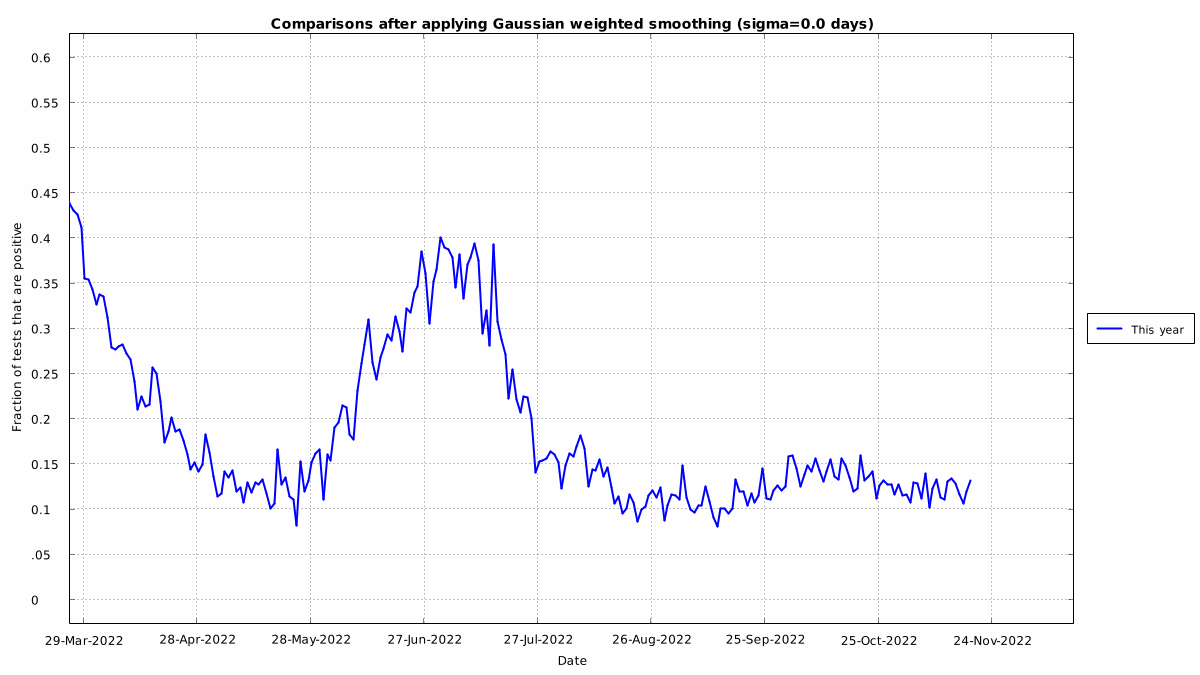 Comparisons after applying Gaussian weighted smoothing (sigma=0.0 days)
0.6
0.55
0.5
0.45
0.4
0.35
0.3
0.25
0.2
0.15
0.1
.05
0
Fraction of tests that are positive
This year
29-Mar-2022 28-Apr-2022 28-May-2022 27-Jun-2022 27-Jul-2022 26-Aug-2022 25-Sep-2022 25-Oct-2022 24-Nov-2022
Date